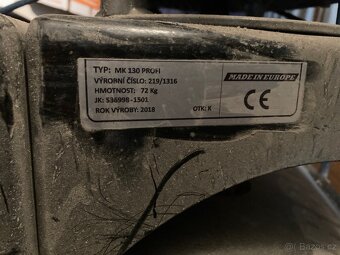 TYP: MK 130 PROFI
VÝROBNÍ ČÍSLO: 219/1316
HMOTNOST: 72 Kg
JK: 536998-1501
ROK VÝROBY: 2018 OTK: K
MADE IN EUROPE
CE
Bazoš.cz